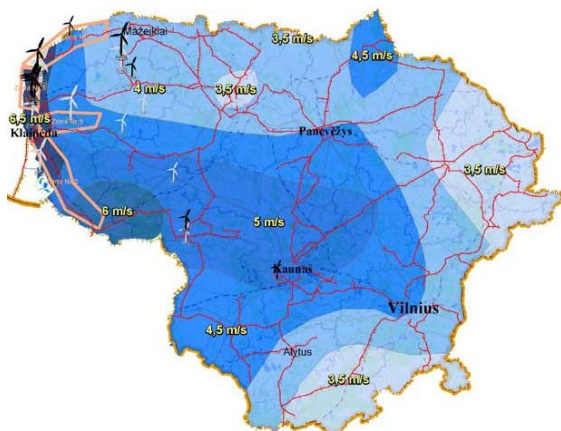 3,5 m/s
Mažeikiai
4,5 m/s
4 m/s
3,5 m/s
6,5 m/s
Klaipėda
Panevėžys
3,5 m/s
6 m/s
5 m/s
Kaunas
Vilnius
4,5 m/s
Alytus
3,5 m/s